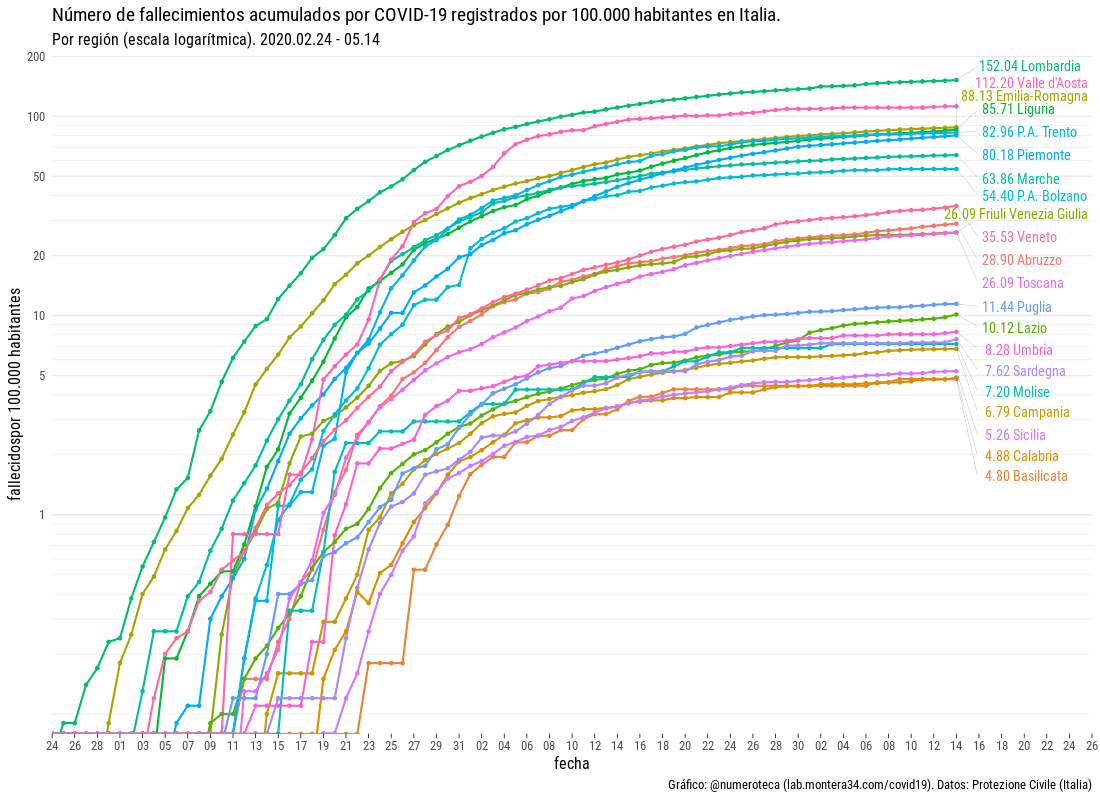 Número de fallecimientos acumulados por COVID-19 registrados por 100.000 habitantes en Italia.
Por región (escala logarítmica). 2020.02.24 - 05.14
fallecidospor 100.000 habitantes
200
100
50
20
10
5
1
152.04 Lombardia
112.20 Valle d'Aosta
88.13 Emilia-Romagna
85.71 Liguria
82.96 P.A. Trento
80.18 Piemonte
63.86 Marche
54.40 P.A. Bolzano
26.09 Friuli Venezia Giulia
35.53 Veneto
28.90 Abruzzo
26.09 Toscana
11.44 Puglia
10.12 Lazio
8.28 Umbria
7.62 Sardegna
7.20 Molise
6.79 Campania
5.26 Sicilia
4.88 Calabria
4.80 Basilicata
24 26 28 01 03 05 07 09 11 13 15 17 19 21 23 25 27 29 31 02 04 06 08 10 12 14 16 18 20 22 24 26 28 30 02 04 06 08 10 12 14 16 18 20 22 24 26
fecha
Gráfico: @numeroteca (lab.montera34.com/covid19). Datos: Protezione Civile (Italia)